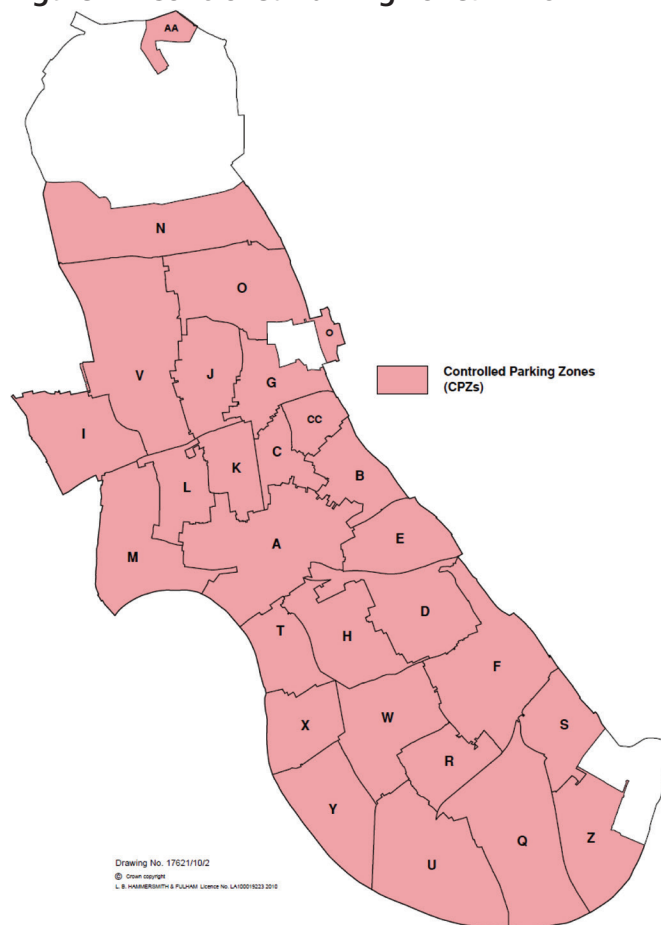 AA
N
O
O
V
J
G
I
CC
C
K
B
L
E
A
M
D
T
H
F
W
S
X
R
Y
Q
Z
U
Controlled Parking Zones
(CPZs)
Drawing No. 17621/10/2
© Crown copyright
L. B. HAMMERSMITH & FULHAM Licence No. LA100019223 2010